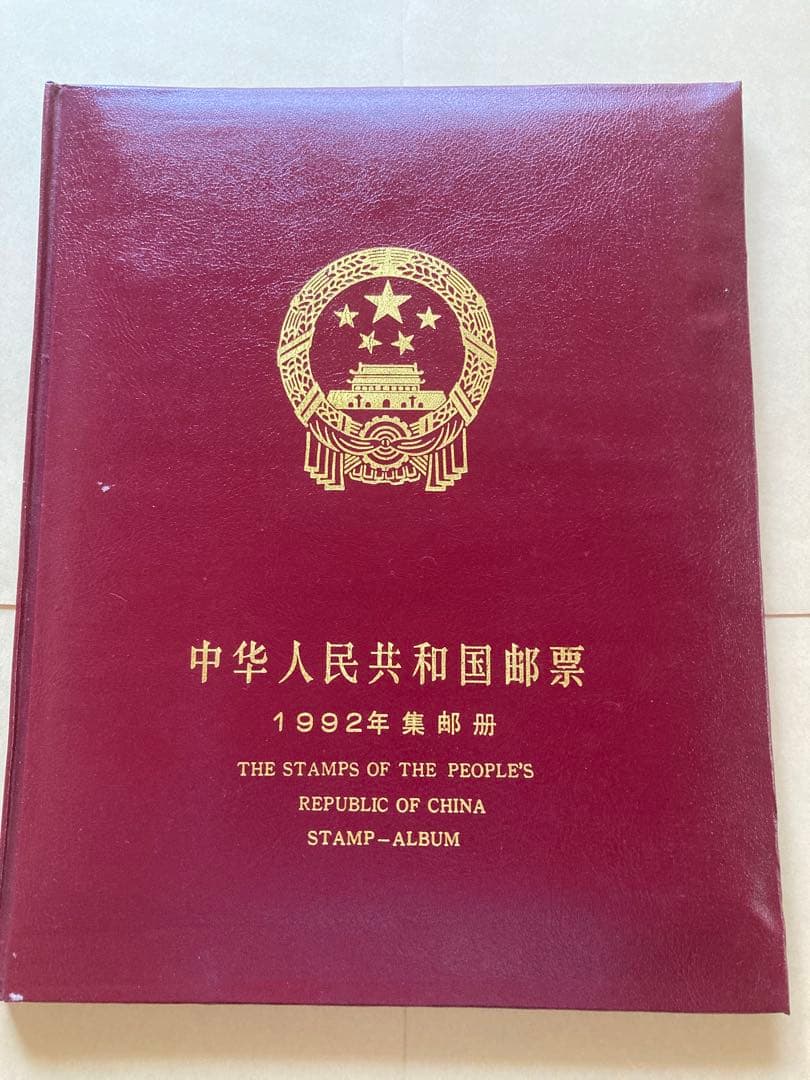 中华人民共和国邮票
1992年集邮册
THE STAMPS OF THE PEOPLE'S
REPUBLIC OF CHINA
STAMP-ALBUM